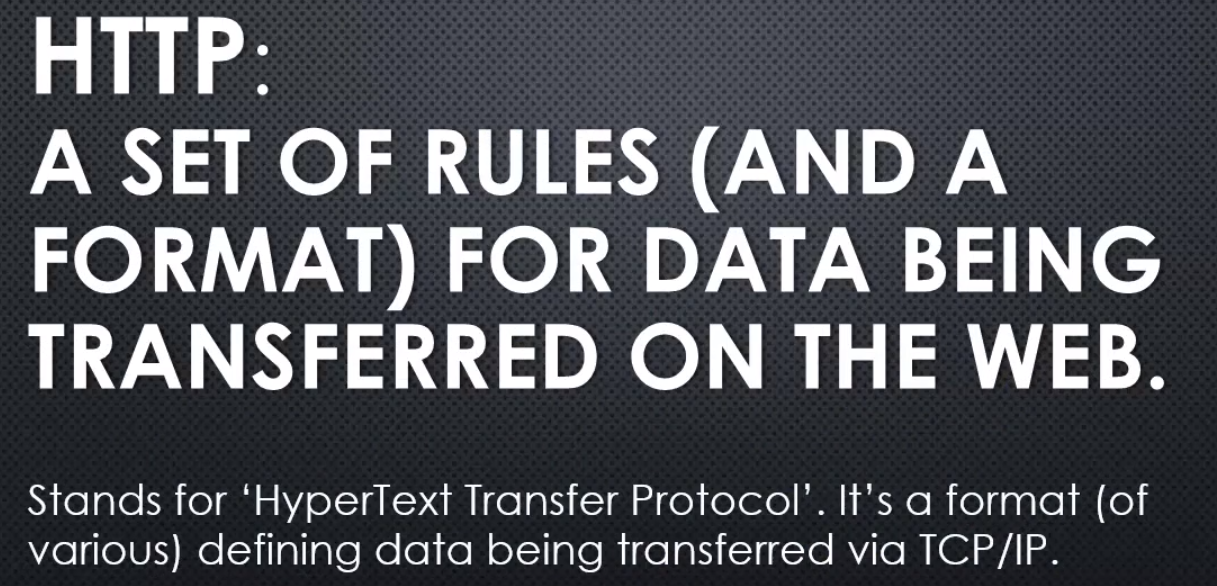 HTTP:
A SET OF RULES (AND A
FORMAT) FOR DATA BEING
TRANSFERRED ON THE WEB.
Stands for ‘HyperText Transfer Protocol’. It’s a format (of
various) defining data being transferred via TCP/IP.